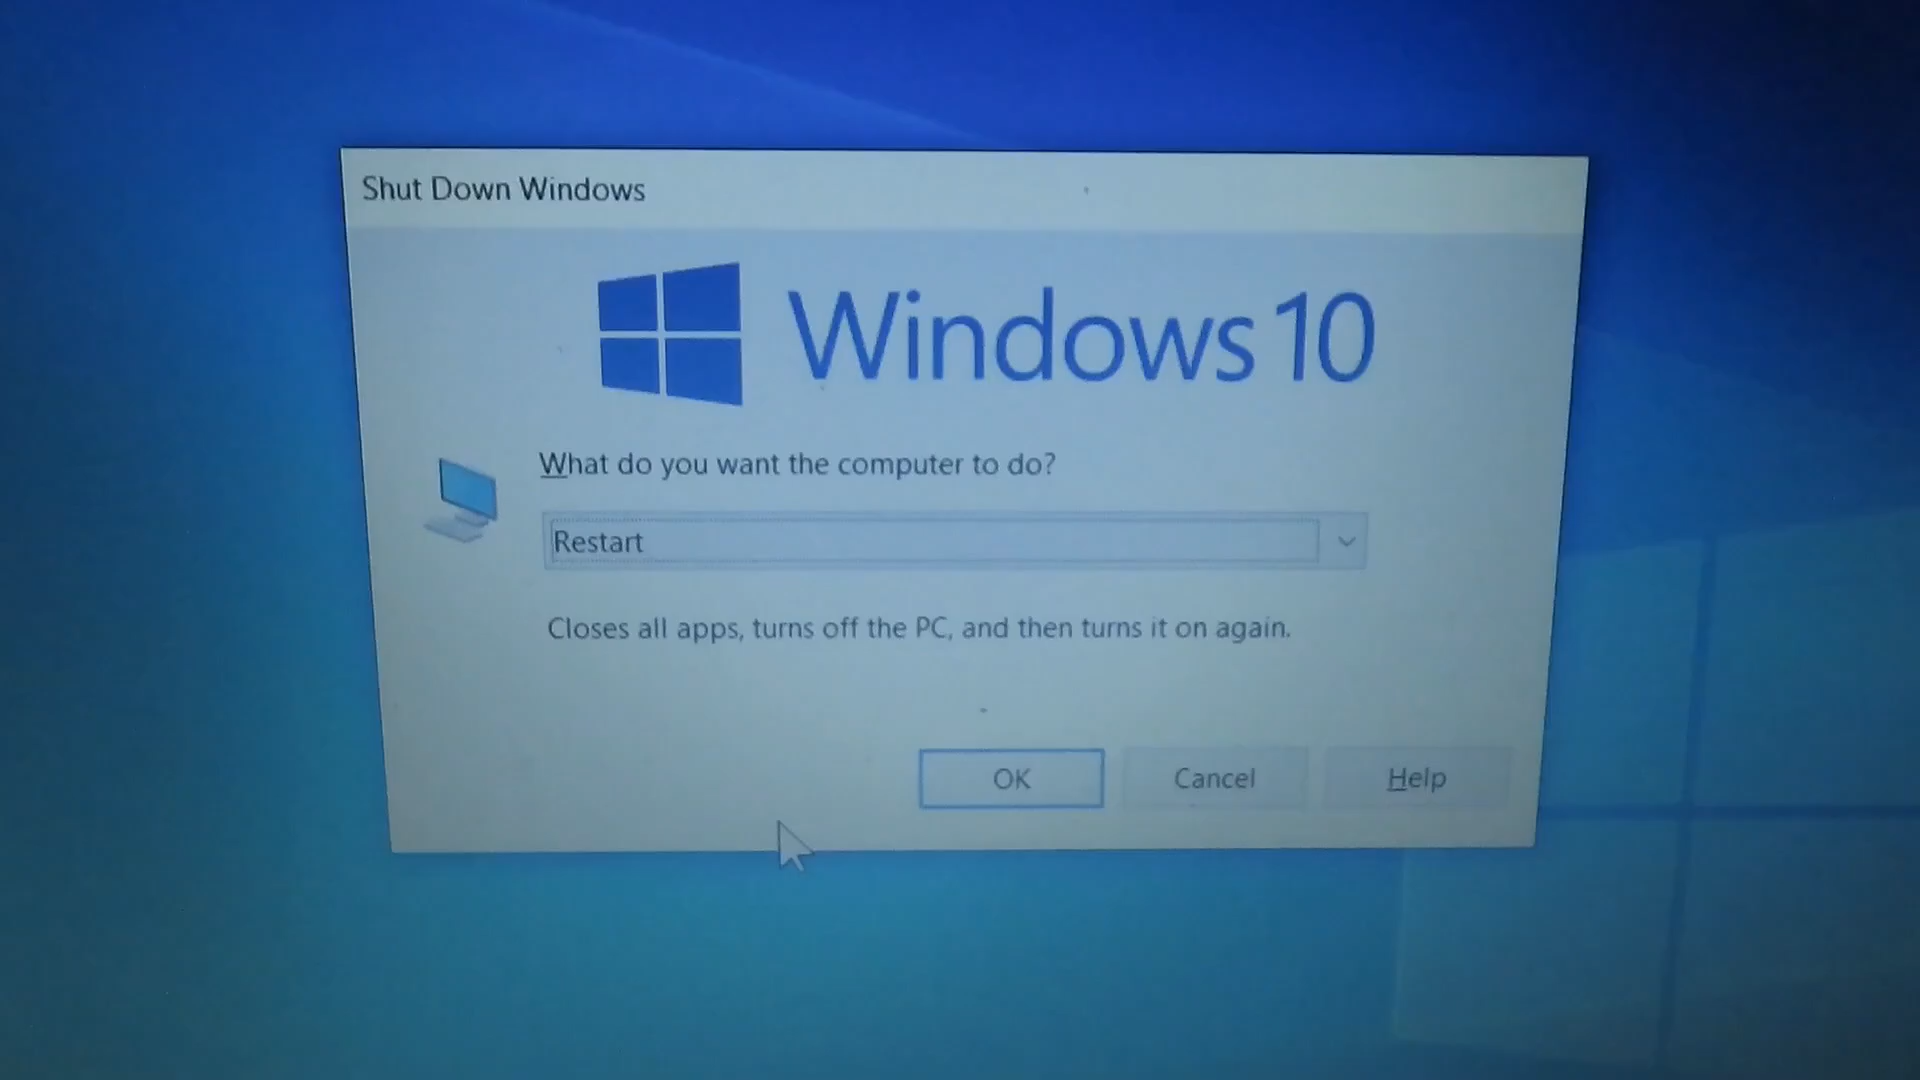 Shut Down Windows
Windows 10
What do you want the computer to do?
Restart
Closes all apps, turns off the PC, and then turns it on again.
OK Cancel Help